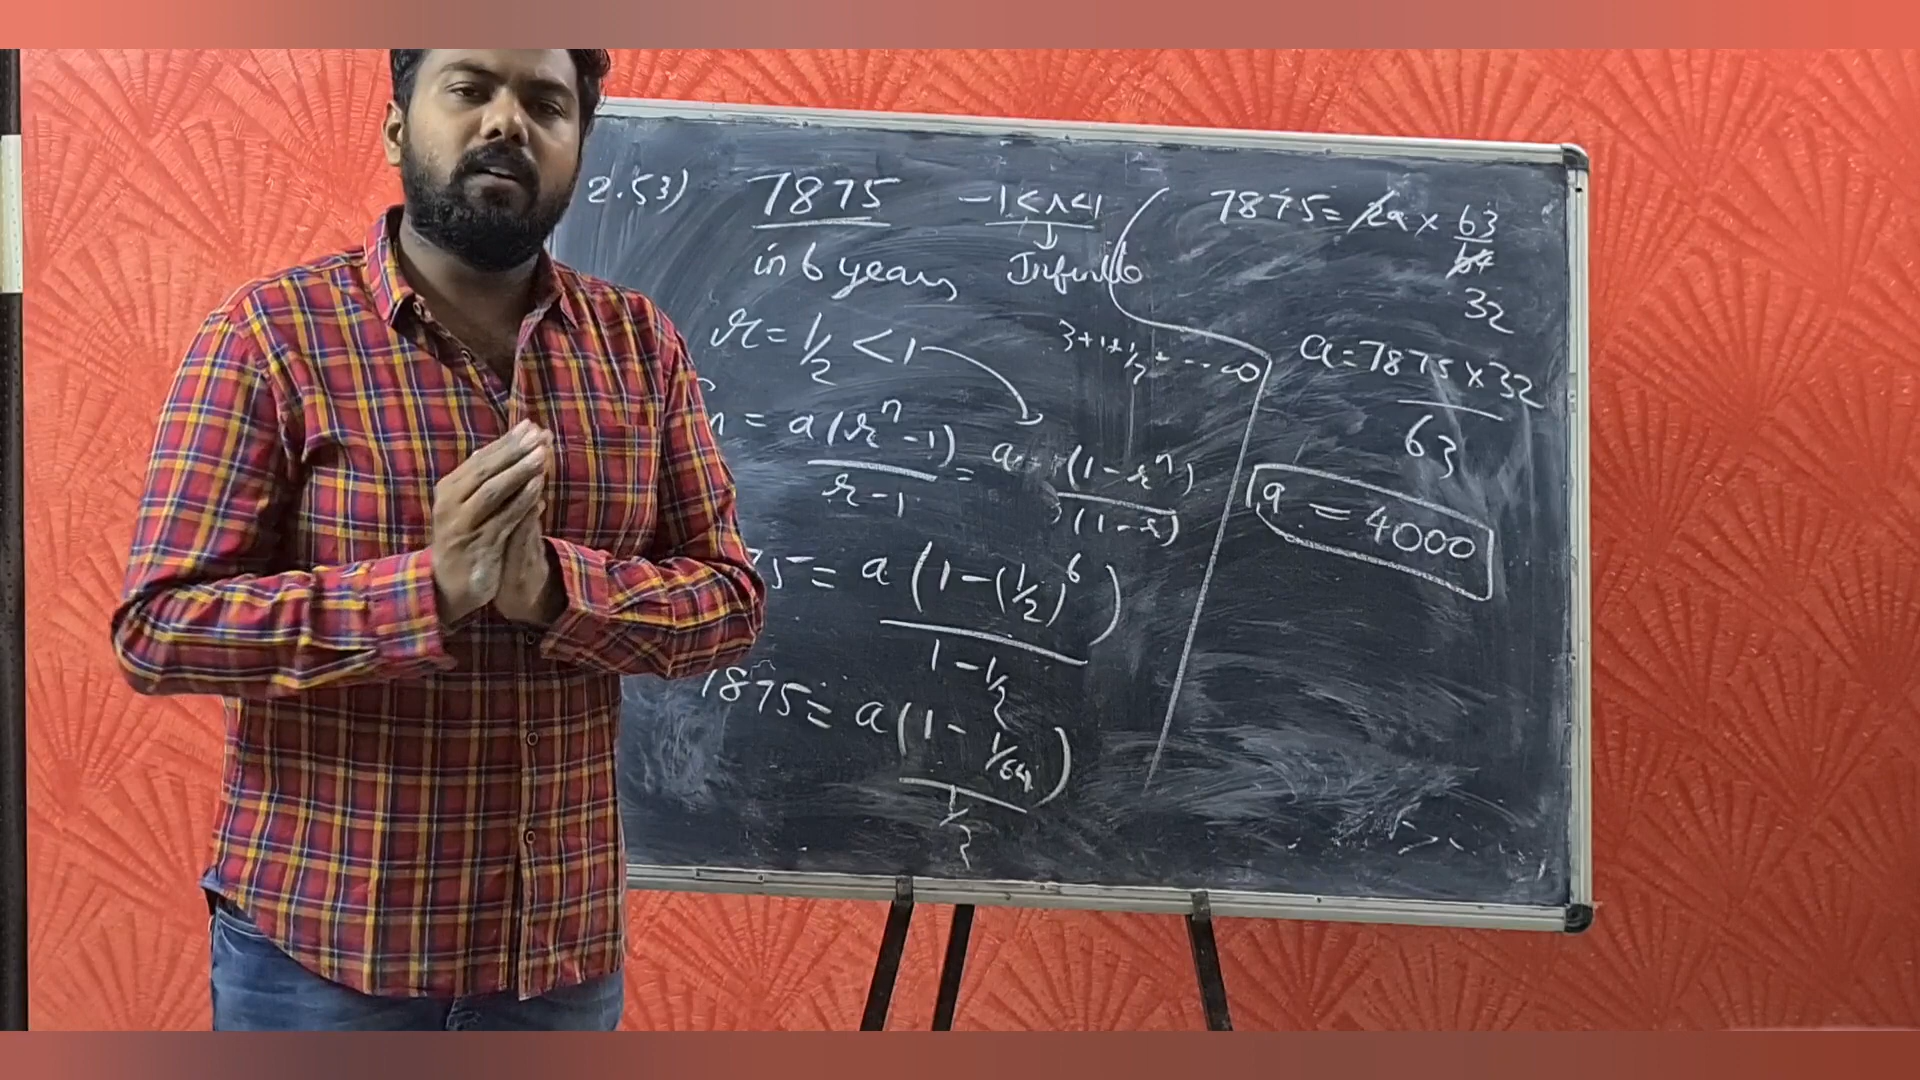 2.53)
7875
in 6 years
-1<r<1
Infinite
r = 1/2 < 1
3+1+1/3+---∞
n = a(r^n-1)/r-1 = a (1-r^n)/(1-r)
75 = a(1-(1/2)^6)/1-1/2
7875 = a(1-1/64)/1/2
7875 = 2a × 63/64
32
a = 7875×32/63
a = 4000